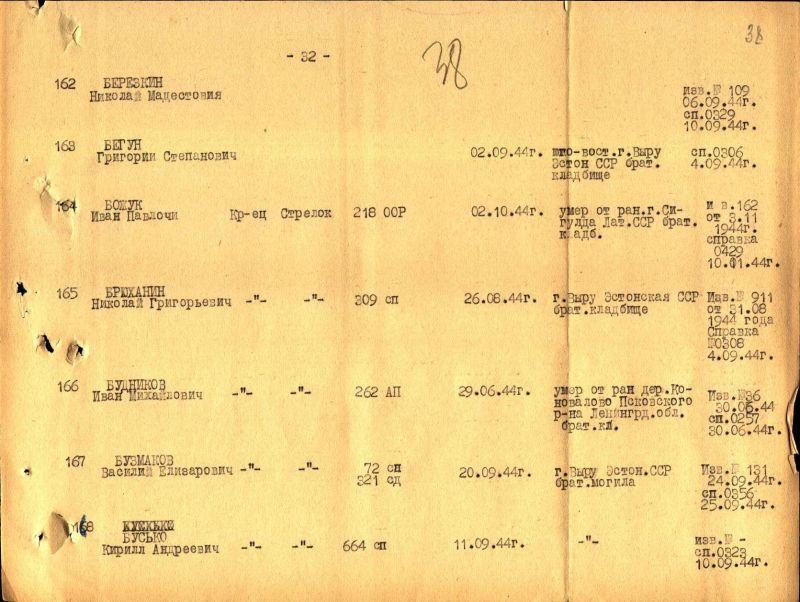 38
- 32 -
38
162 БЕРЕЗКИН
Николай Мадестовия
изв.№ 109
06.09.44г.
сп.0329
10.09.44г.
163 БЕГУН
Григории Степанович
02.09.44г.
што-вост.г.Выру
Эстон ССР брат.
кладбище
сп.0306
4.09.44г.
164 БОЖУК
Иван Павлочи Кр-ец Стрелок 218 ООР 02.10.44г.
умер от ран.г.Си-
гулда Лат.ССР брат.
кладб.
и в.162
от 3.11
1944г.
справка
0429
10.01.44г.
165 БРЮХАНИН
Николай Григорьевич -"- -"- 309 сп 26.08.44г.
г.Выру Эстонская ССР
брат.кладбище
Изв.№ 911
от 31.08
1944 года
Справка
№0308
4.09.44г.
166 БУДНИКОВ
Иван Михайлович -"- -"- 262 АП 29.06.44г.
умер от ран дер.Ко-
новалово Псковского
р-на Ленингрд.обл.
брат.кл.
Изв.№36
30.06.44
сп.0257
30.06.44г.
167 БУЗМАКОВ
Василий Елизарович -"- -"- 72 сп
321 сд
20.09.44г.
г.Выру Эстон.ССР
брат.могила
Изв.№ 131
24.09.44г.
сп.0356
25.09.44г.
168
БУСЬКО
Кирилл Андреевич -"- -"- 664 сп 11.09.44г. -"-
изв.№ -
сп.0323
10.09.44г.